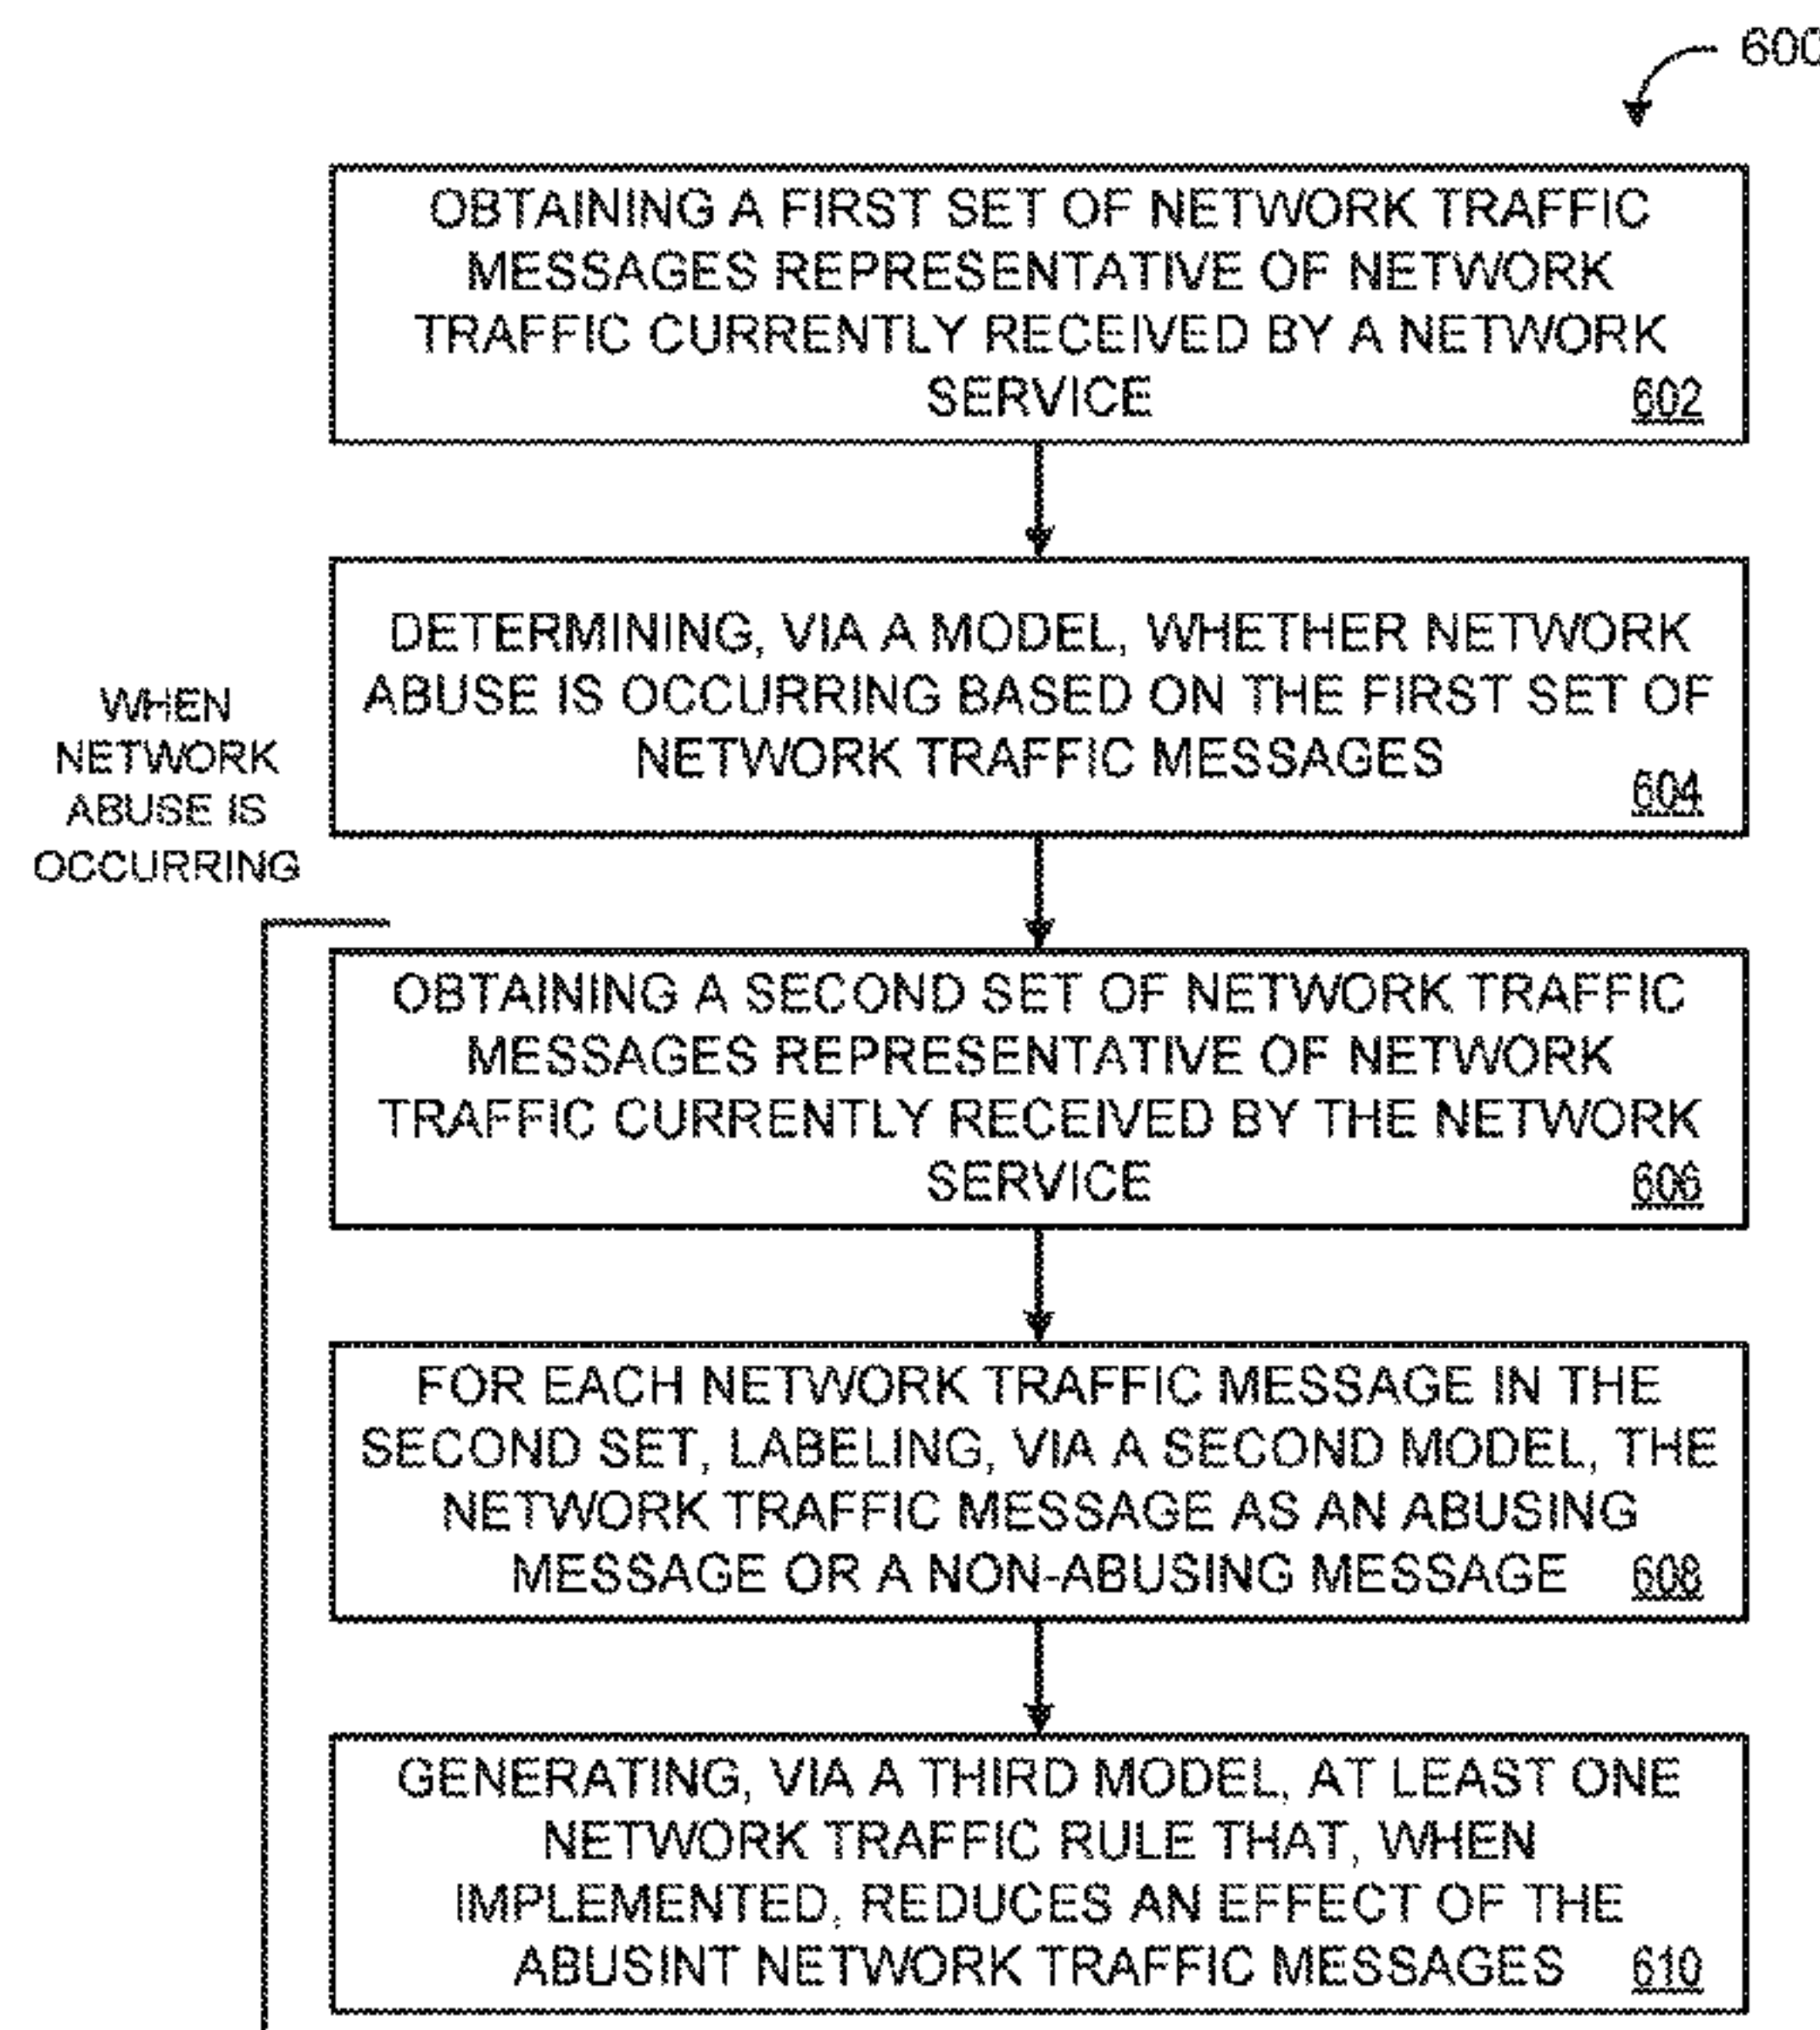 600
OBTAINING A FIRST SET OF NETWORK TRAFFIC
MESSAGES REPRESENTATIVE OF NETWORK
TRAFFIC CURRENTLY RECEIVED BY A NETWORK
SERVICE 602
DETERMINING, VIA A MODEL, WHETHER NETWORK
ABUSE IS OCCURRING BASED ON THE FIRST SET OF
NETWORK TRAFFIC MESSAGES
604
WHEN
NETWORK
ABUSE IS
OCCURRING
OBTAINING A SECOND SET OF NETWORK TRAFFIC
MESSAGES REPRESENTATIVE OF NETWORK
TRAFFIC CURRENTLY RECEIVED BY THE NETWORK
SERVICE 606
FOR EACH NETWORK TRAFFIC MESSAGE IN THE
SECOND SET, LABELING, VIA A SECOND MODEL, THE
NETWORK TRAFFIC MESSAGE AS AN ABUSING
MESSAGE OR A NON-ABUSING MESSAGE 608
GENERATING, VIA A THIRD MODEL, AT LEAST ONE
NETWORK TRAFFIC RULE THAT, WHEN
IMPLEMENTED, REDUCES AN EFFECT OF THE
ABUSINT NETWORK TRAFFIC MESSAGES 610